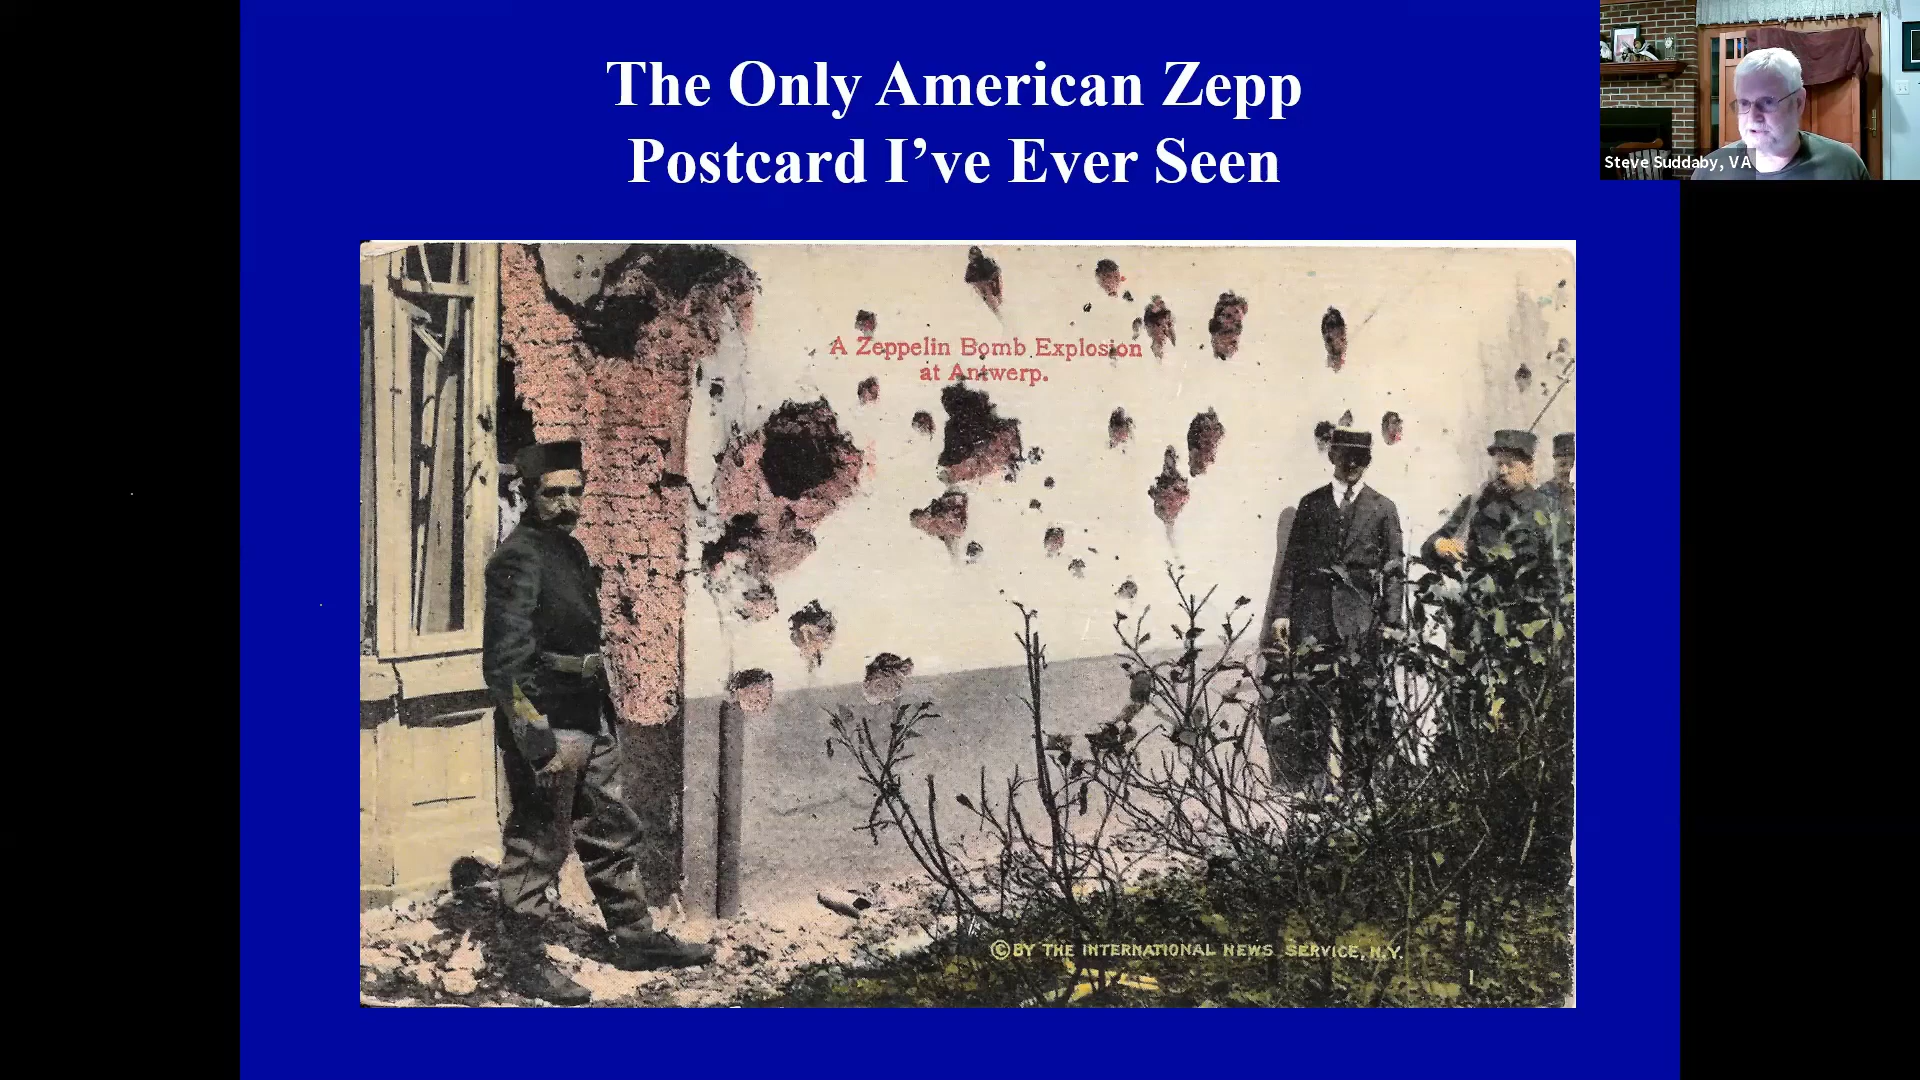 The Only American Zepp
Postcard I’ve Ever Seen
Steve Suddaby, VA
A Zeppelin Bomb Explosion
at Antwerp.
©BY THE INTERNATIONAL NEWS SERVICE, N.Y.